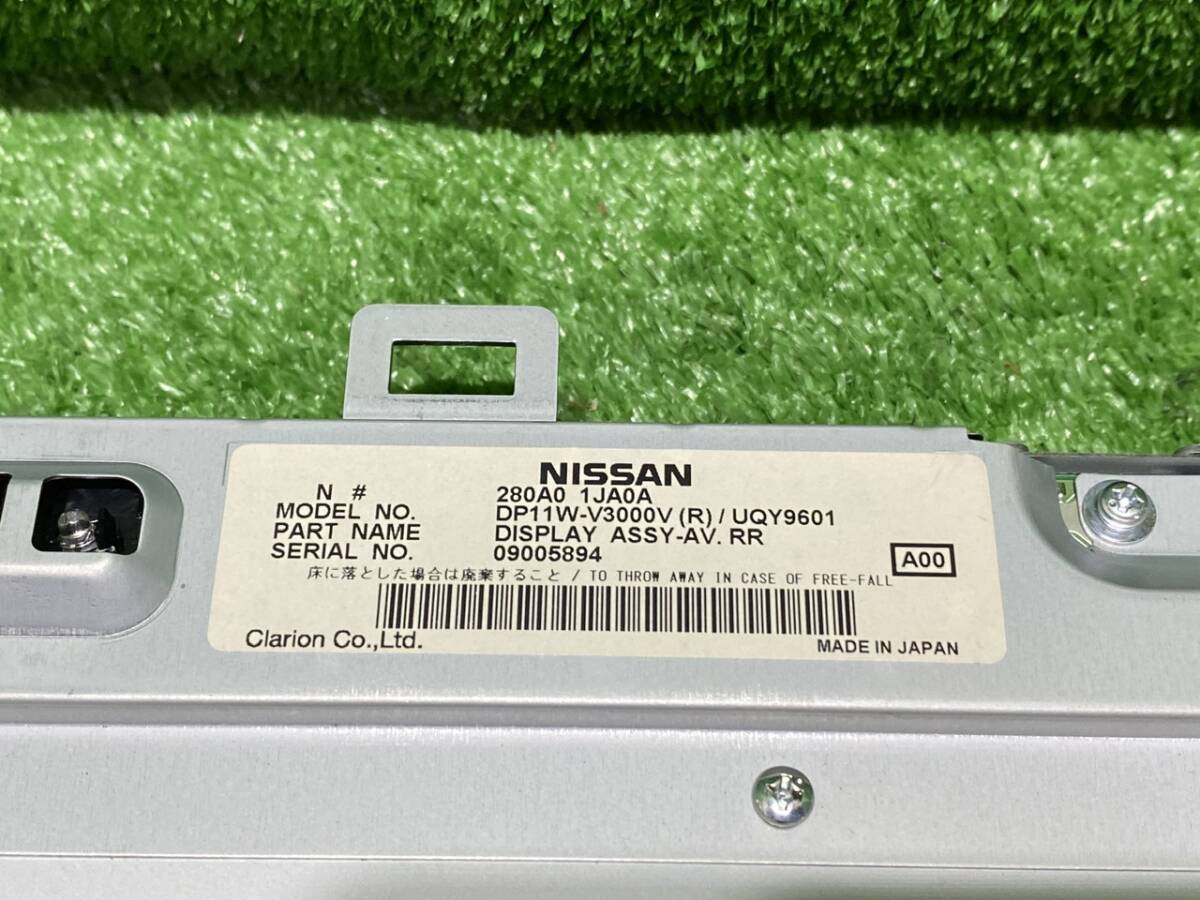 NISSAN
N # 280A0 1JA0A
MODEL NO. DP11W-V3000V (R) / UQY9601
PART NAME DISPLAY ASSY-AV. RR
SERIAL NO. 09005894
A00
床に落とした場合は廃棄すること / TO THROW AWAY IN CASE OF FREE-FALL
Clarion Co.,Ltd.
MADE IN JAPAN